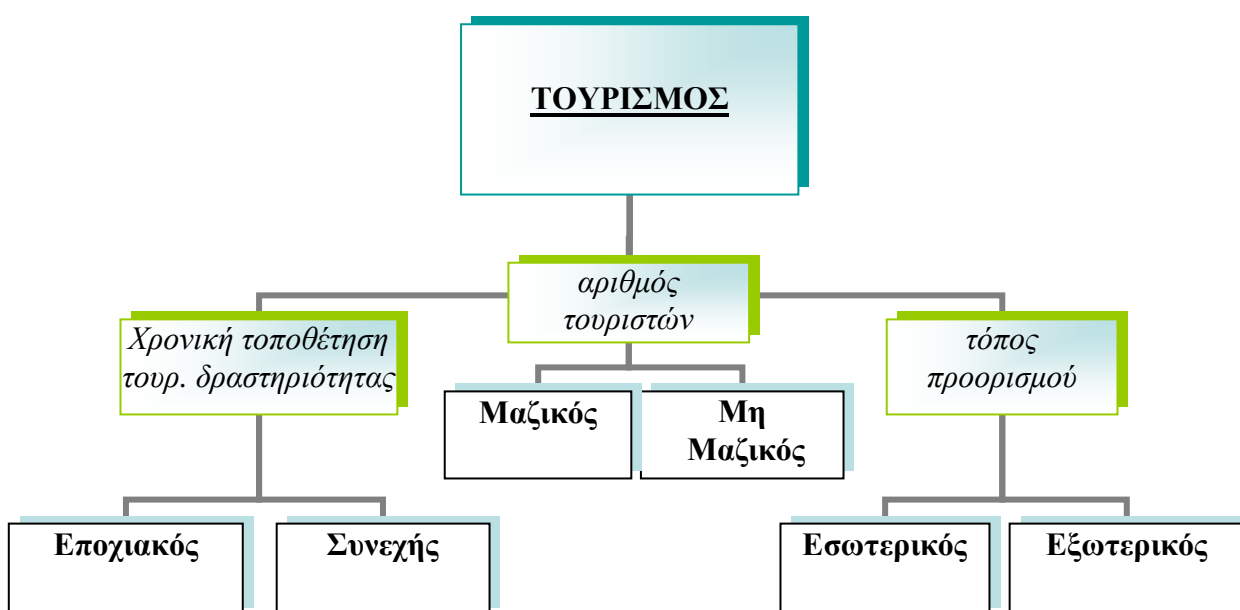 ΤΟΥΡΙΣΜΟΣ
αριθμός
τουριστών
Χρονική τοποθέτηση
τουρ. δραστηριότητας
τόπος
προορισμού
Μαζικός
Μη
Μαζικός
Εποχιακός
Συνεχής
Εσωτερικός
Εξωτερικός